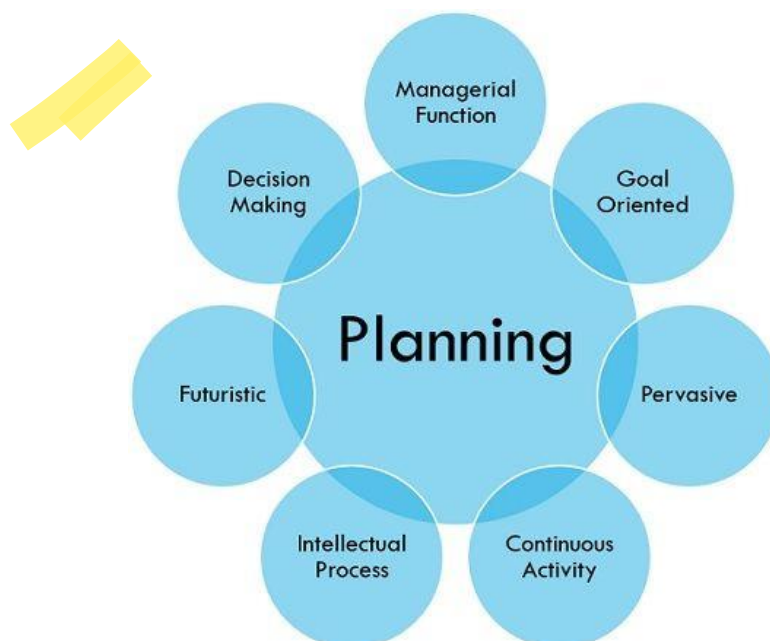 Managerial
Function
Decision
Making
Goal
Oriented
Planning
Futuristic
Pervasive
Intellectual
Process
Continuous
Activity